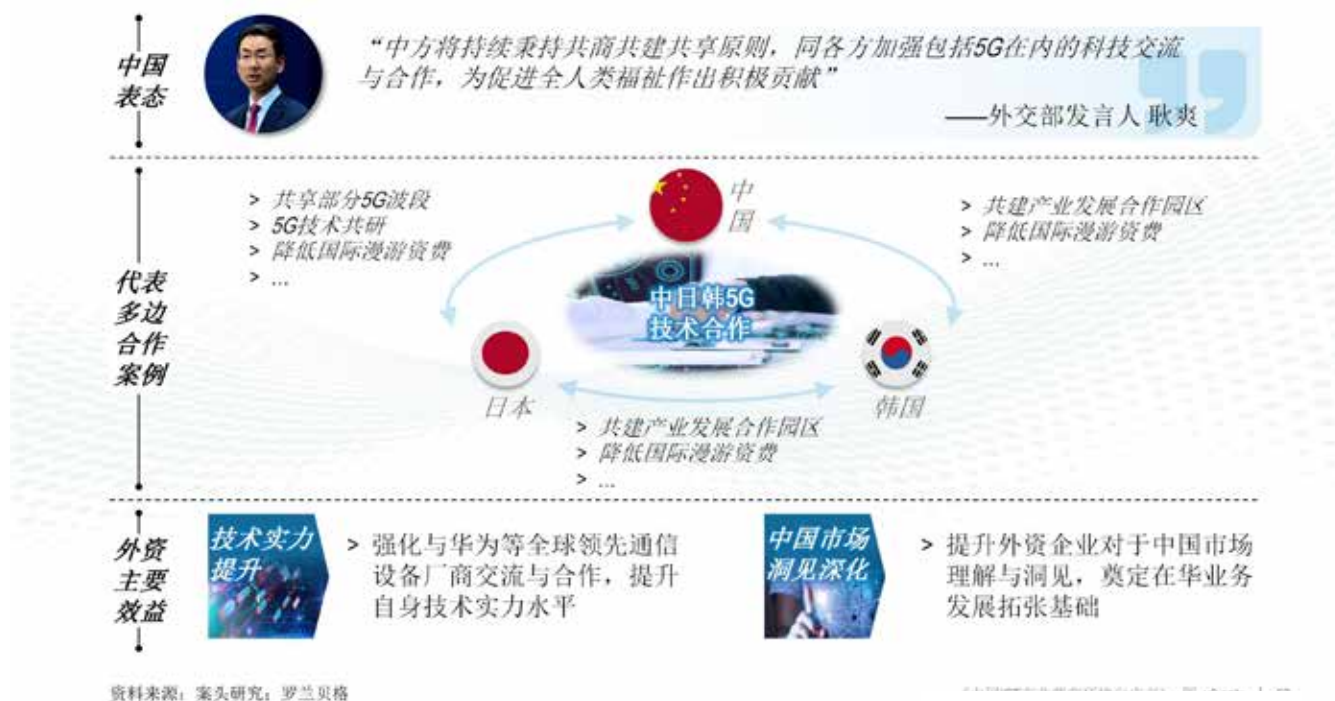 中国
表态
“中方将持续秉持共商共建共享原则，同各方加强包括5G在内的科技交流
与合作，为促进全人类福祉作出积极贡献”
——外交部发言人 耿爽
代表
多边
合作
案例
> 共享部分5G波段
> 5G技术共研
> 降低国际漫游资费
> ...
中
国
> 共建产业发展合作园区
> 降低国际漫游资费
> ...
中日韩5G
技术合作
日本
韩国
> 共建产业发展合作园区
> 降低国际漫游资费
> ...
外资
主要
效益
技术实力
提升
> 强化与华为等全球领先通信
设备厂商交流与合作，提升
自身技术实力水平
中国市场
洞见深化
> 提升外资企业对于中国市场
理解与洞见，奠定在华业务
发展拓张基础
资料来源：案头研究；罗兰贝格